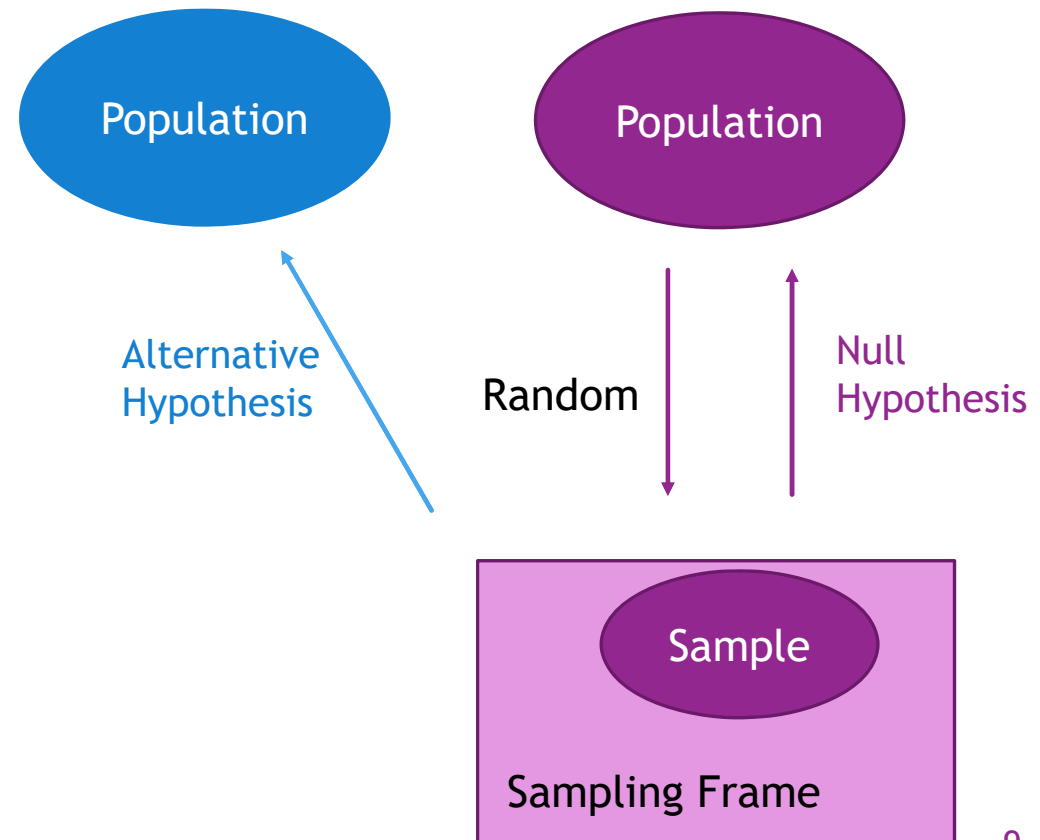 Population
Population
Alternative
Hypothesis
Random
Null
Hypothesis
Sample
Sampling Frame